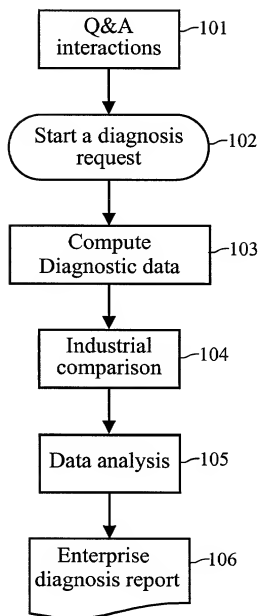 Q&A
interactions
101
Start a diagnosis
request
102
Compute
Diagnostic data
103
Industrial
comparison
104
Data analysis
105
Enterprise
diagnosis report
106